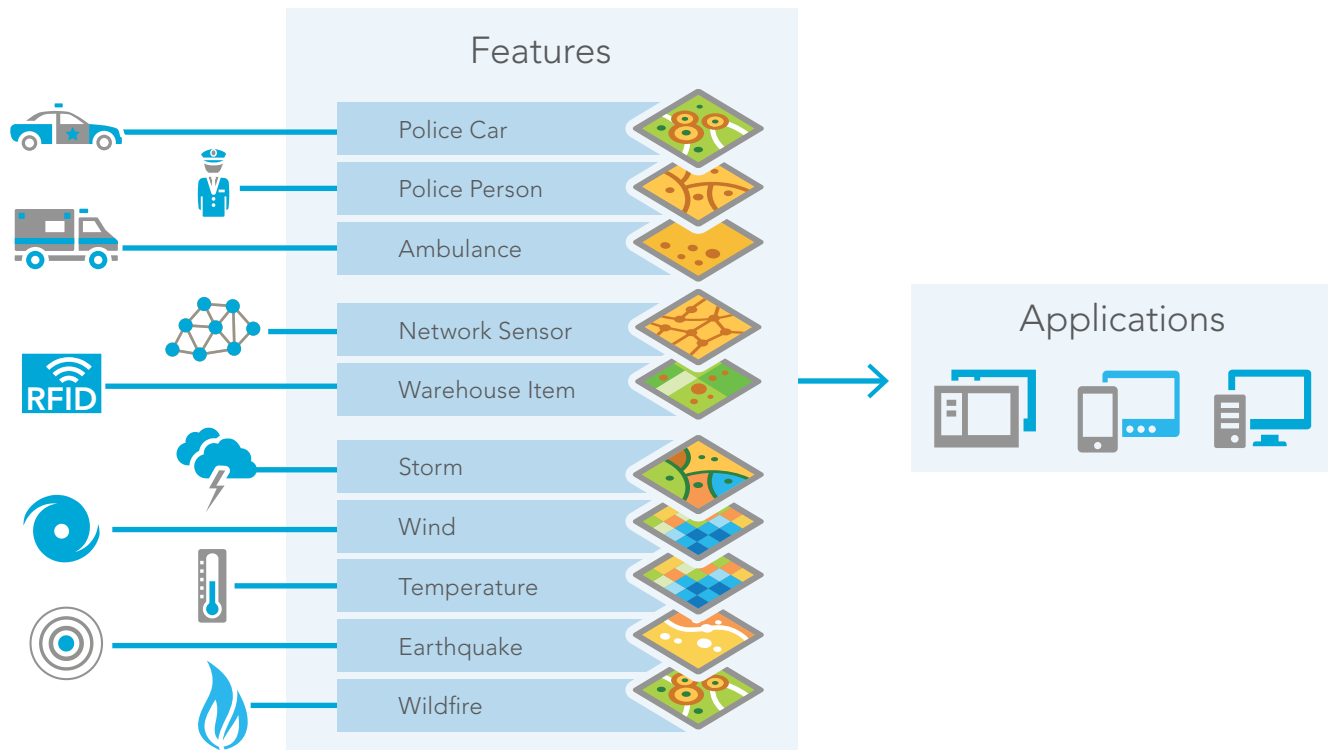 Features
Police Car
Police Person
Ambulance
Network Sensor
RFID
Warehouse Item
Storm
Wind
Temperature
Earthquake
Wildfire
Applications